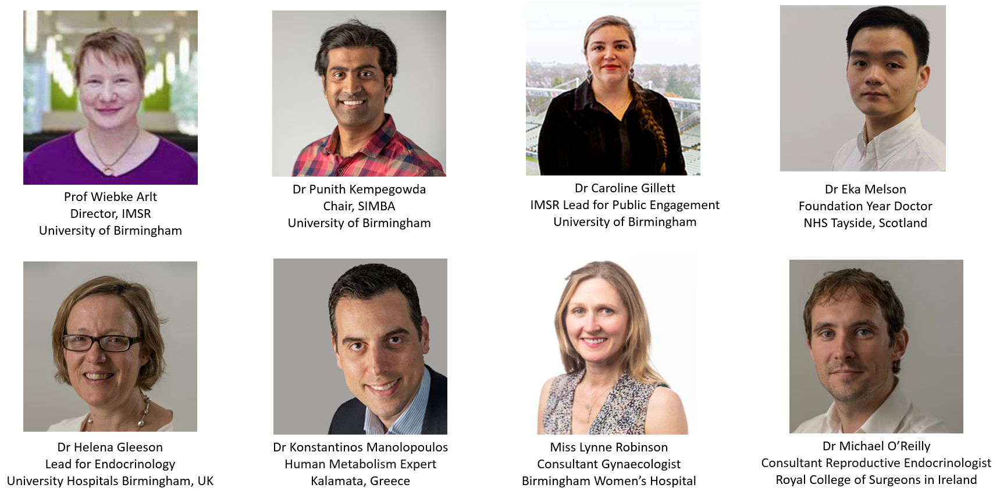 Prof Wiebke Arlt
Director, IMSR
University of Birmingham
Dr Punith Kempegowda
Chair, SIMBA
University of Birmingham
Dr Caroline Gillett
IMSR Lead for Public Engagement
University of Birmingham
Dr Eka Melson
Foundation Year Doctor
NHS Tayside, Scotland
Dr Helena Gleeson
Lead for Endocrinology
University Hospitals Birmingham, UK
Dr Konstantinos Manolopoulos
Human Metabolism Expert
Kalamata, Greece
Miss Lynne Robinson
Consultant Gynaecologist
Birmingham Women’s Hospital
Dr Michael O’Reilly
Consultant Reproductive Endocrinologist
Royal College of Surgeons in Ireland